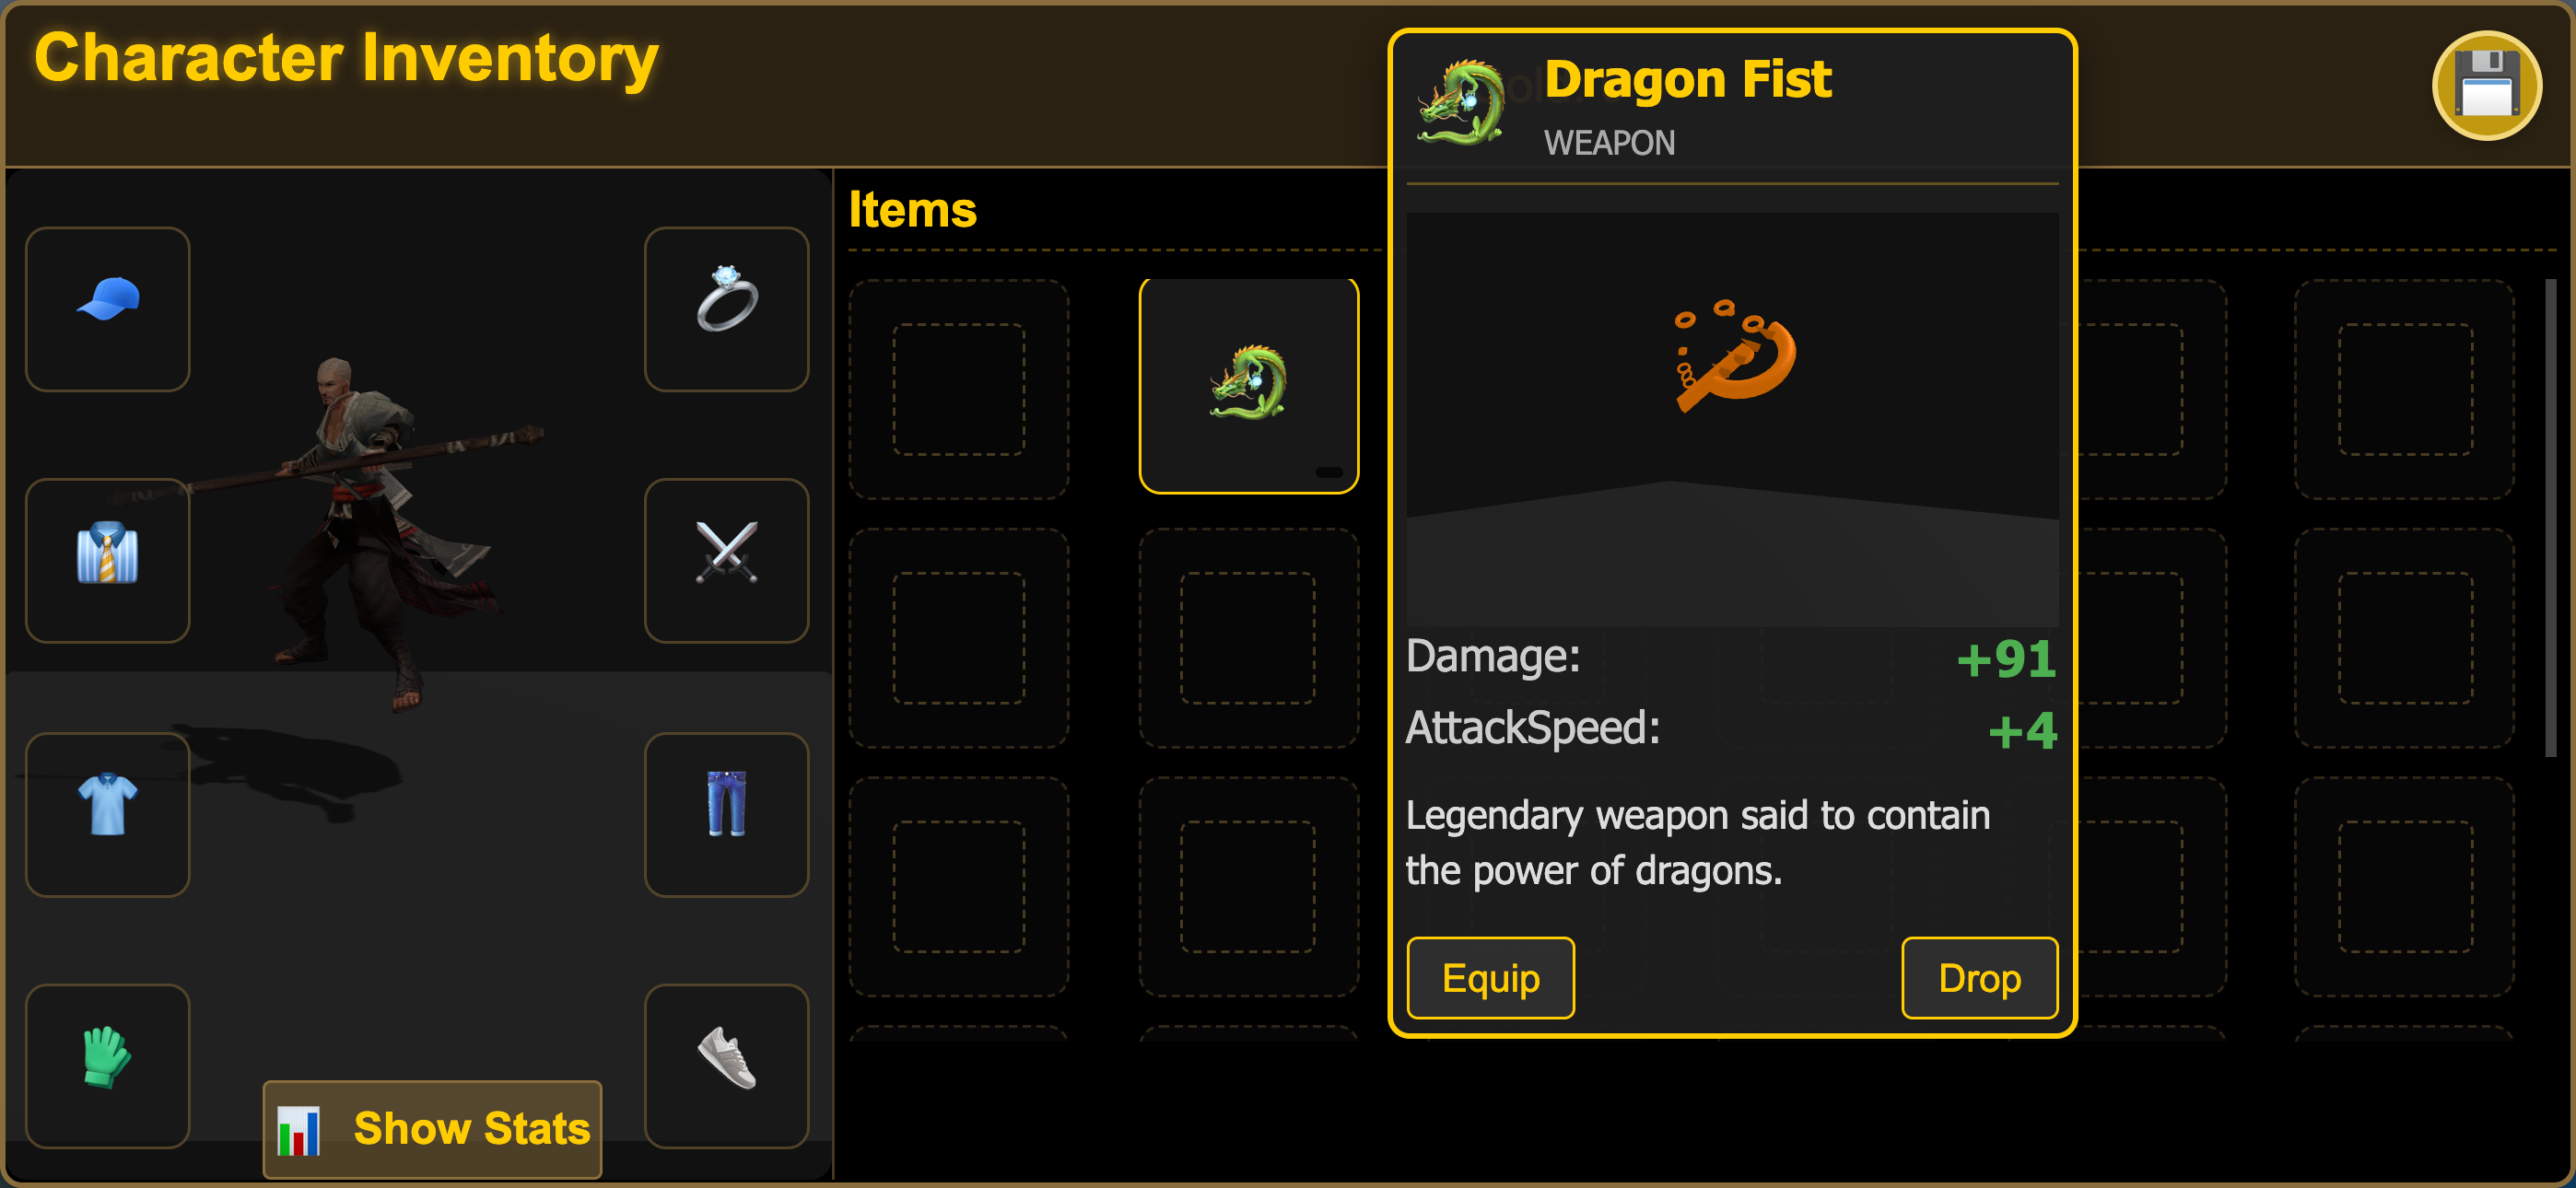 Character Inventory
Dragon Fist
WEAPON
Items
Damage: +91
AttackSpeed: +4
Legendary weapon said to contain
the power of dragons.
Equip
Drop
Show Stats